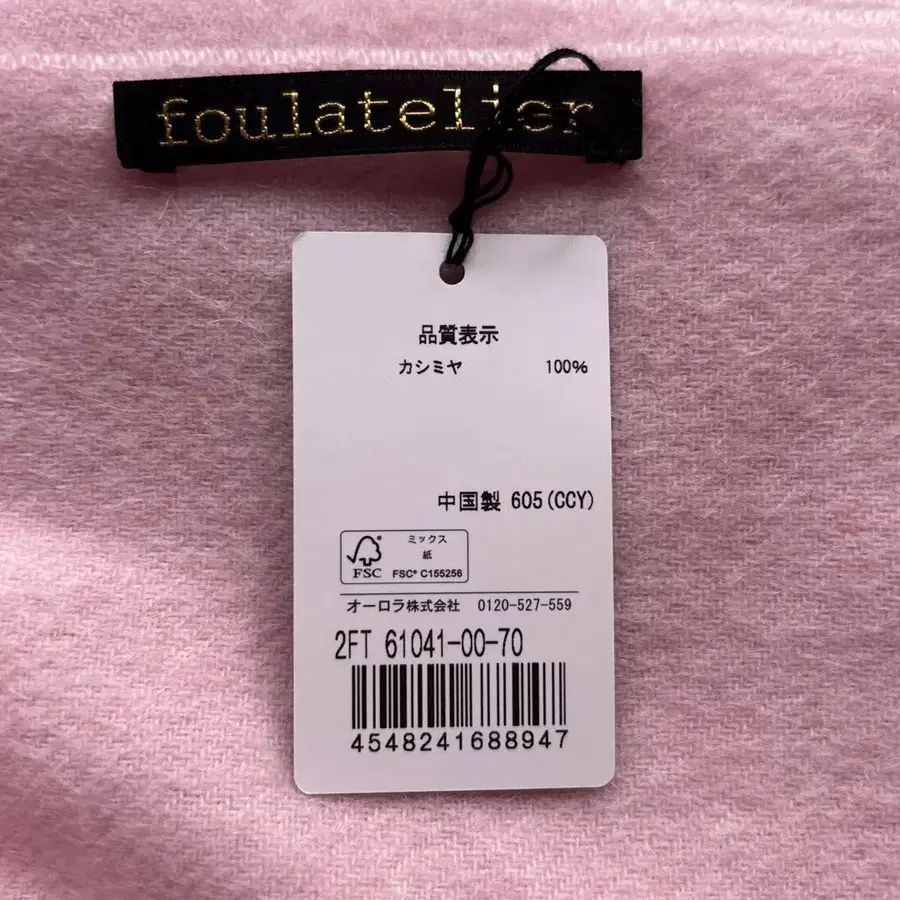 foulatelier
品質表示
カシミヤ 100%
中国製 605(CCY)
ミックス
紙
FSC
FSC® C155256
オーロラ株式会社 0120-527-559
2FT 61041-00-70
4548241688947